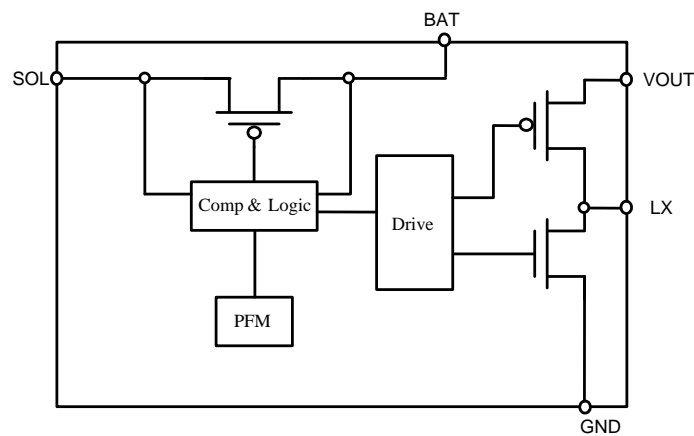 BAT
SOL
VOUT
Comp & Logic
Drive
LX
PFM
GND